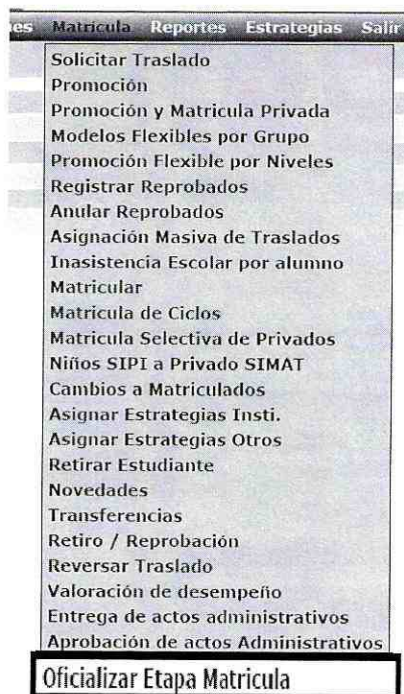 es Matricula Reportes Estrategias Salir
Solicitar Traslado
Promoción
Promoción y Matricula Privada
Modelos Flexibles por Grupo
Promoción Flexible por Niveles
Registrar Reprobados
Anular Reprobados
Asignación Masiva de Traslados
Inasistencia Escolar por alumno
Matricular
Matricula de Ciclos
Matricula Selectiva de Privados
Niños SIPI a Privado SIMAT
Cambios a Matriculados
Asignar Estrategias Insti.
Asignar Estrategias Otros
Retirar Estudiante
Novedades
Transferencias
Retiro / Reprobación
Reversar Traslado
Valoración de desempeño
Entrega de actos administrativos
Aprobación de actos Administrativos
Oficializar Etapa Matricula